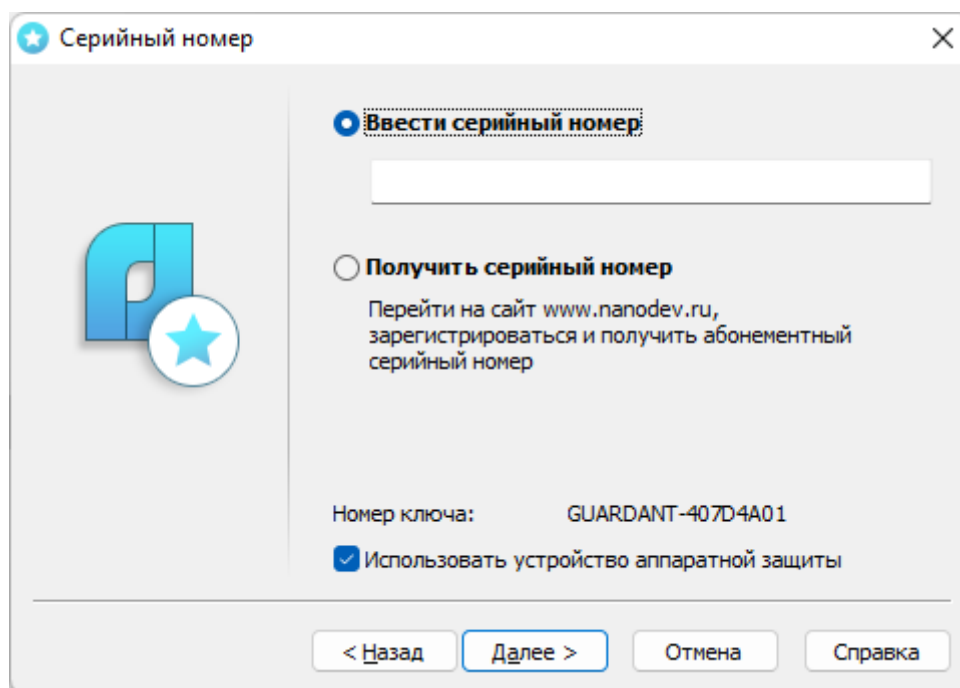 Серийный номер
Ввести серийный номер
Получить серийный номер
Перейти на сайт www.nanodev.ru,
зарегистрироваться и получить абонементный
серийный номер
Номер ключа: GUARDANT-407D4A01
Использовать устройство аппаратной защиты
< Назад Далее > Отмена Справка